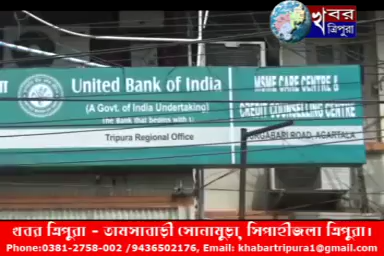 খবর
ত্রিপুরা
United Bank of India
(A Govt. of India Undertaking)
The Bank that begins with U
Tripura Regional Office
MSME CARE CENTRE &
CREDIT COUNSELLING CENTRE
DURGABARI ROAD, AGARTALA
খবর ত্রিপুরা - তামসাবাড়ী সোনামুড়া, সিপাহীজলা ত্রিপুরা।
Phone:0381-2758-002 /9436502176, Email: khabartripura1@gmail.com